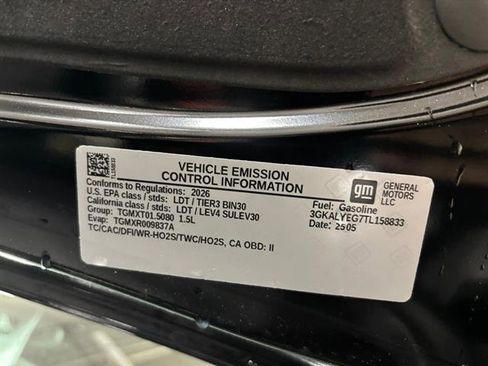 VEHICLE EMISSION
CONTROL INFORMATION
Conforms to Regulations: 2026
U.S. EPA class / stds: LDT / TIER3 BIN30
California class / stds: LDT / LEV4 SULEV30
Group: TGMXT01.5080 1.5L
Evap: TGMXR009837A
TC/CAC/DFI/WR-HO2S/TWC/HO2S, CA OBD: II
gm
GENERAL
MOTORS
LLC
Fuel: Gasoline
3GKALYEG7TL158833
Date: 2505
TL158833